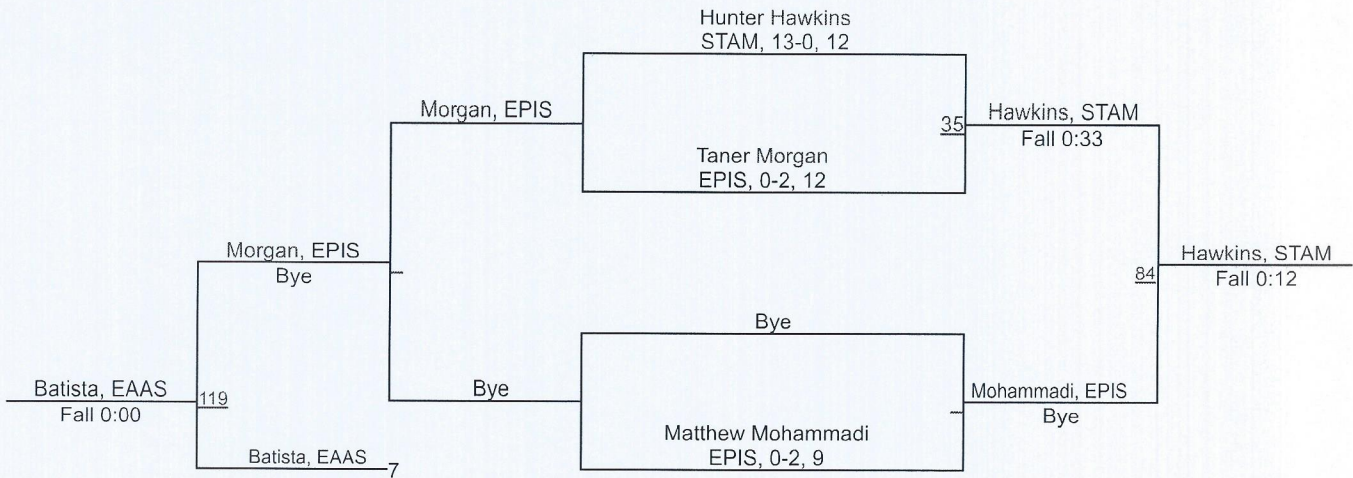 Hunter Hawkins
STAM, 13-0, 12
Morgan, EPIS
35
Hawkins, STAM
Fall 0:33
Taner Morgan
EPIS, 0-2, 12
Morgan, EPIS
Bye
84
Hawkins, STAM
Fall 0:12
Bye
Batista, EAAS
Fall 0:00
119
Bye
Mohammadi, EPIS
Bye
Matthew Mohammadi
EPIS, 0-2, 9
Batista, EAAS
7